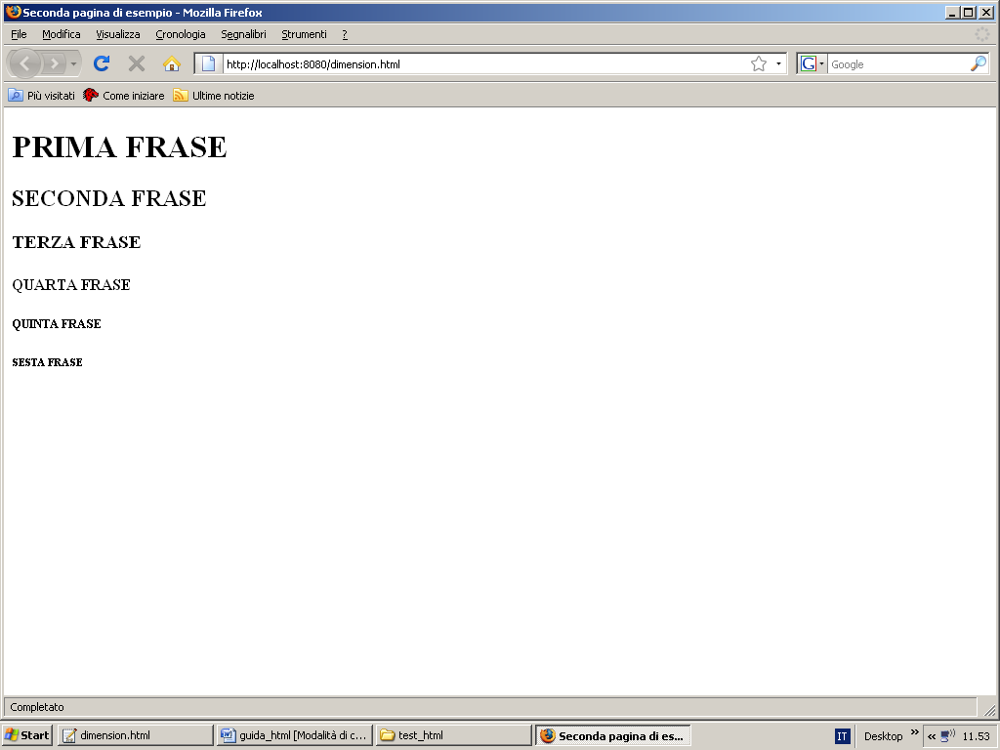 Seconda pagina di esempio - Mozilla Firefox
File Modifica Visualizza Cronologia Segnalibri Strumenti ?
http://localhost:8080/dimension.html G Google
Più visitati Come iniziare Ultime notizie
PRIMA FRASE
SECONDA FRASE
TERZA FRASE
QUARTA FRASE
QUINTA FRASE
SESTA FRASE
Completato
Start dimension.html guida_html [Modalità di c... test_html Seconda pagina di es... IT Desktop » « 11.53